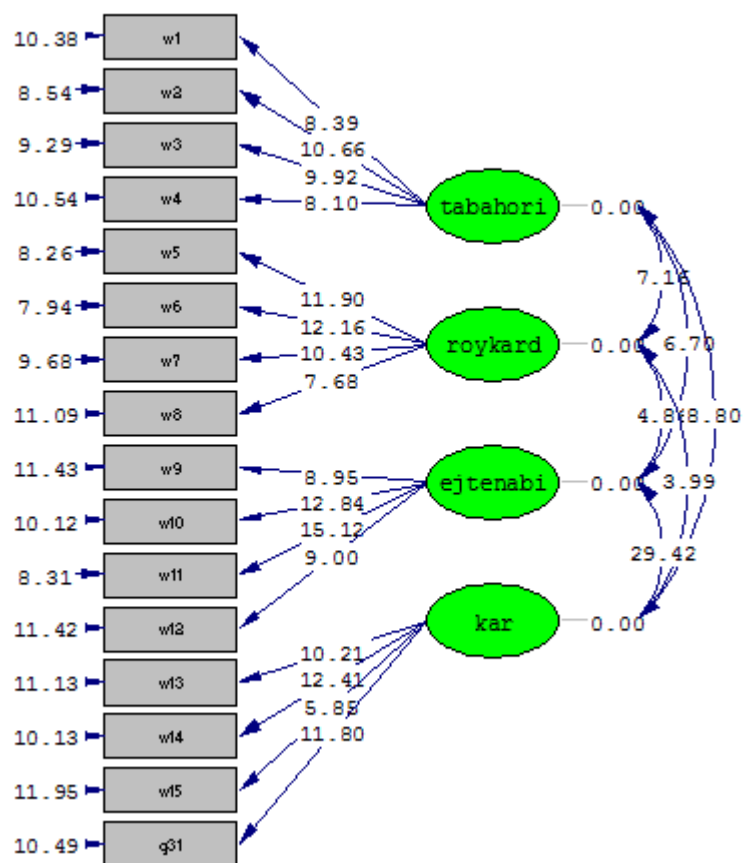 10.38 w1
8.54 w2
9.29 w3
10.54 w4
8.26 w5
7.94 w6
9.68 w7
11.09 w8
11.43 w9
10.12 w10
8.31 w11
11.42 w12
11.13 w13
10.13 w14
11.95 w15
10.49 g31
8.39
10.66
9.92
8.10
11.90
12.16
10.43
7.68
8.95
12.84
15.12
9.00
10.21
12.41
5.85
11.80
tabahori 0.00
roykard 0.00
ejtenabi 0.00
kar 0.00
7.16
6.70
8.80
3.99
29.42